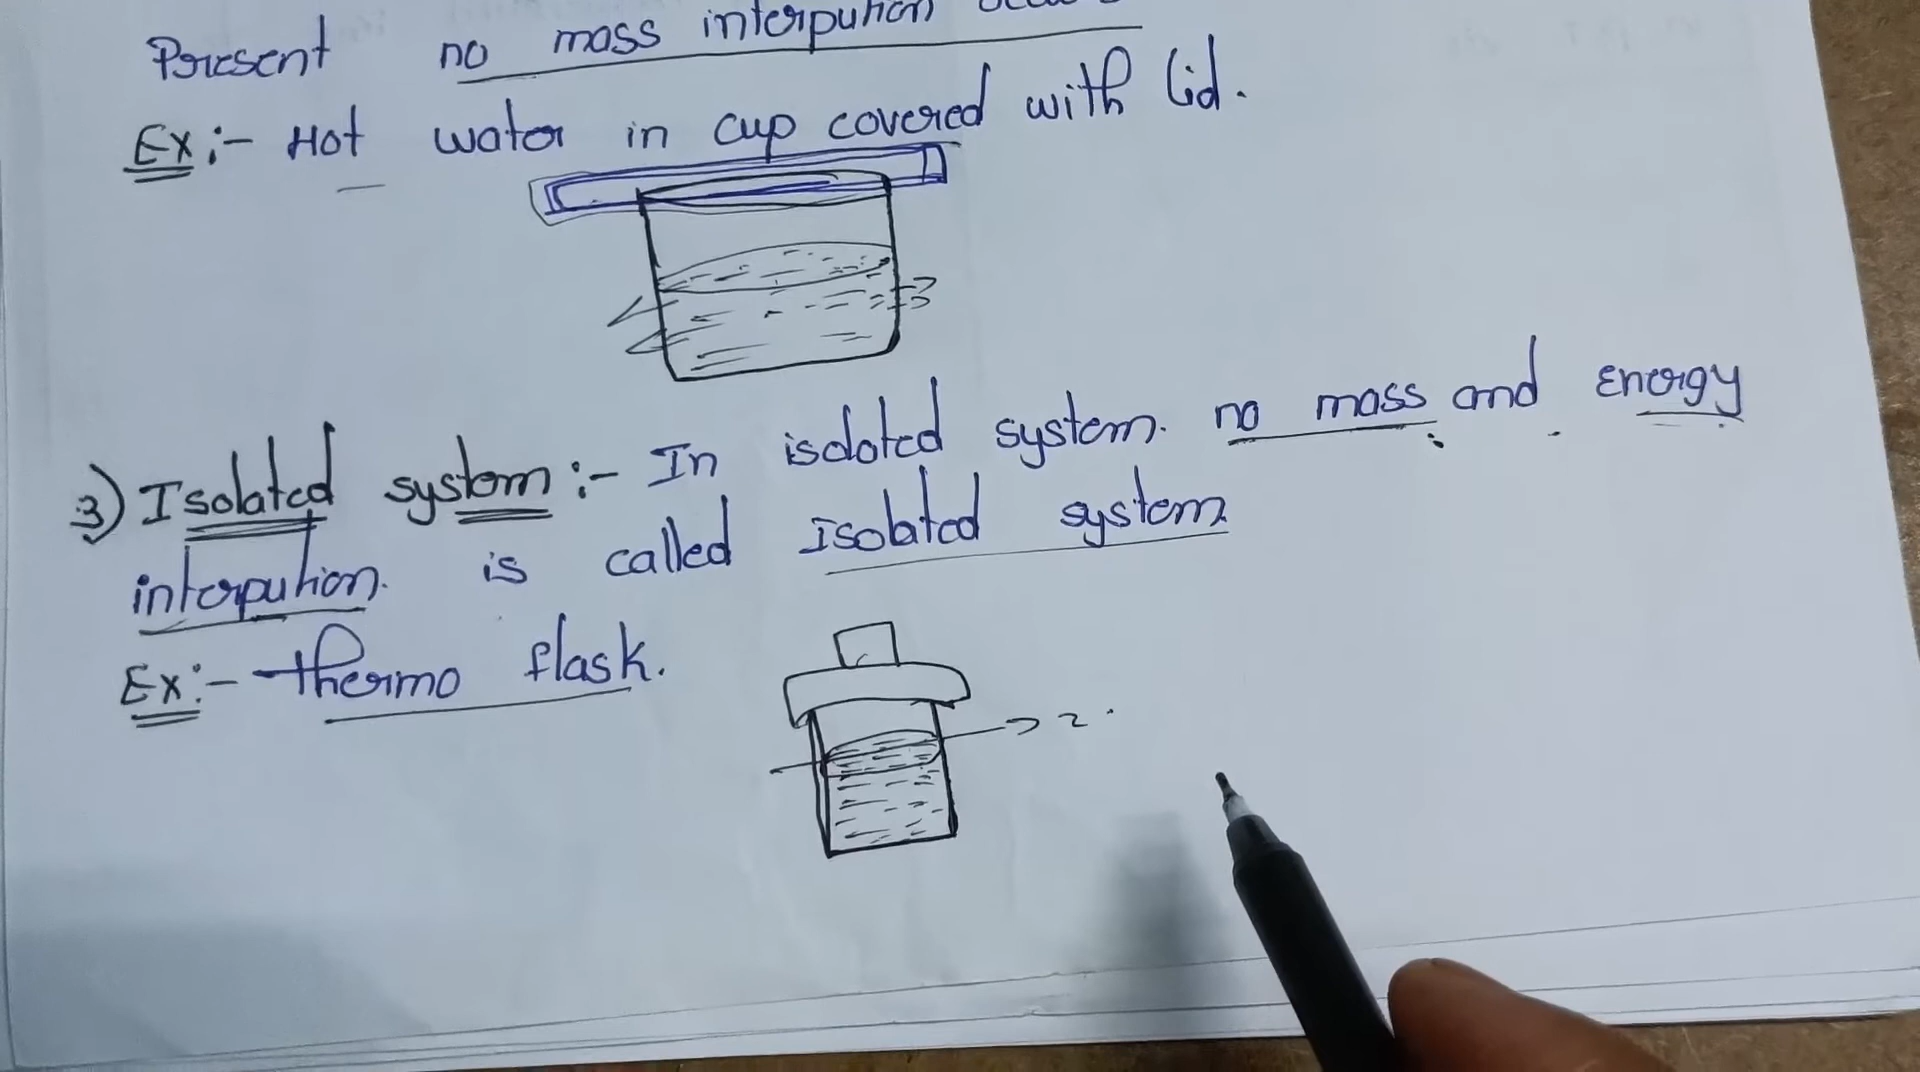 Present no mass interpution
Ex:- Hot water in cup covered with lid.
3) Isolated system:- In isolated system. no mass and energy
interpution. is called Isolated system
Ex:- thermo flask.